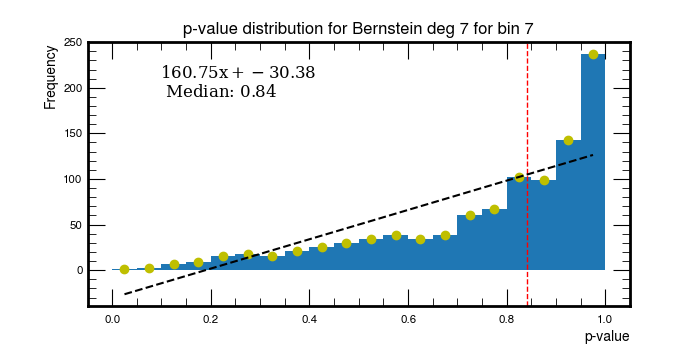 p-value distribution for Bernstein deg 7 for bin 7
Frequency
250
200
150
100
50
0
160.75x + −30.38
Median: 0.84
0.0 0.2 0.4 0.6 0.8 1.0
p-value